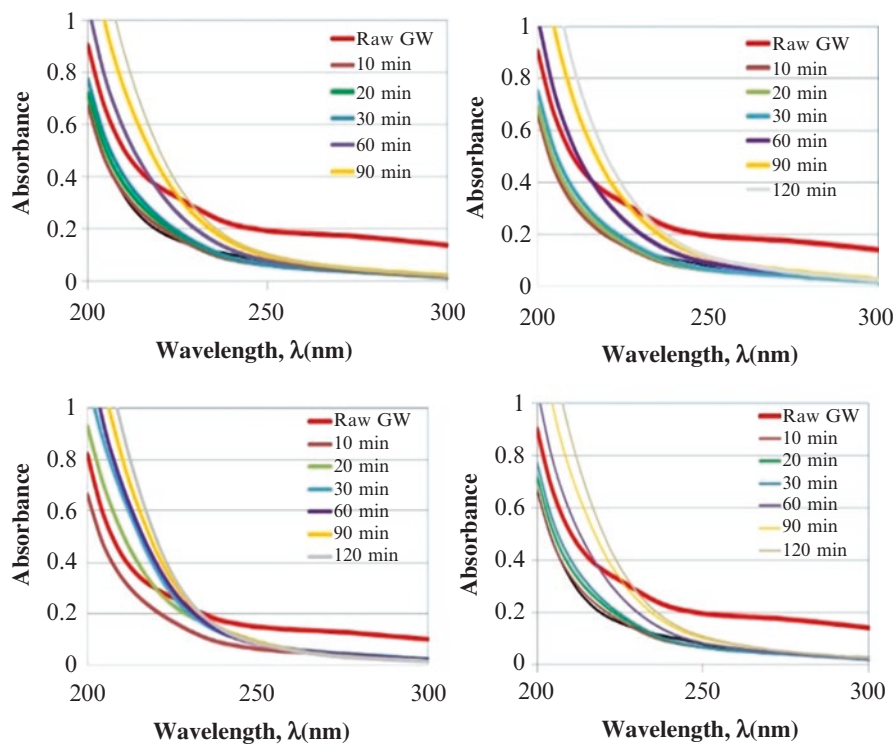 1
0.8
0.6
0.4
0.2
0
Absorbance
200
250
300
Wavelength, λ(nm)
Raw GW
10 min
20 min
30 min
60 min
90 min
1
0.8
0.6
0.4
0.2
0
Absorbance
200
250
300
Wavelength, λ(nm)
Raw GW
10 min
20 min
30 min
60 min
90 min
120 min
1
0.8
0.6
0.4
0.2
0
Absorbance
200
250
300
Wavelength, λ(nm)
Raw GW
10 min
20 min
30 min
60 min
90 min
120 min
1
0.8
0.6
0.4
0.2
0
Absorbance
200
250
300
Wavelength, λ(nm)
Raw GW
10 min
20 min
30 min
60 min
90 min
120 min